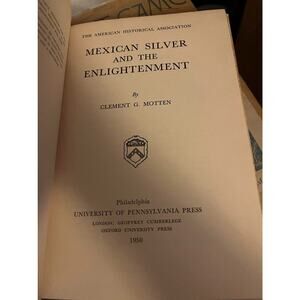 THE AMERICAN HISTORICAL ASSOCIATION
MEXICAN SILVER
AND THE
ENLIGHTENMENT
By
CLEMENT G. MOTTEN
Philadelphia
UNIVERSITY OF PENNSYLVANIA PRESS
LONDON: GEOFFREY CUMBERLEGE
OXFORD UNIVERSITY PRESS
1950